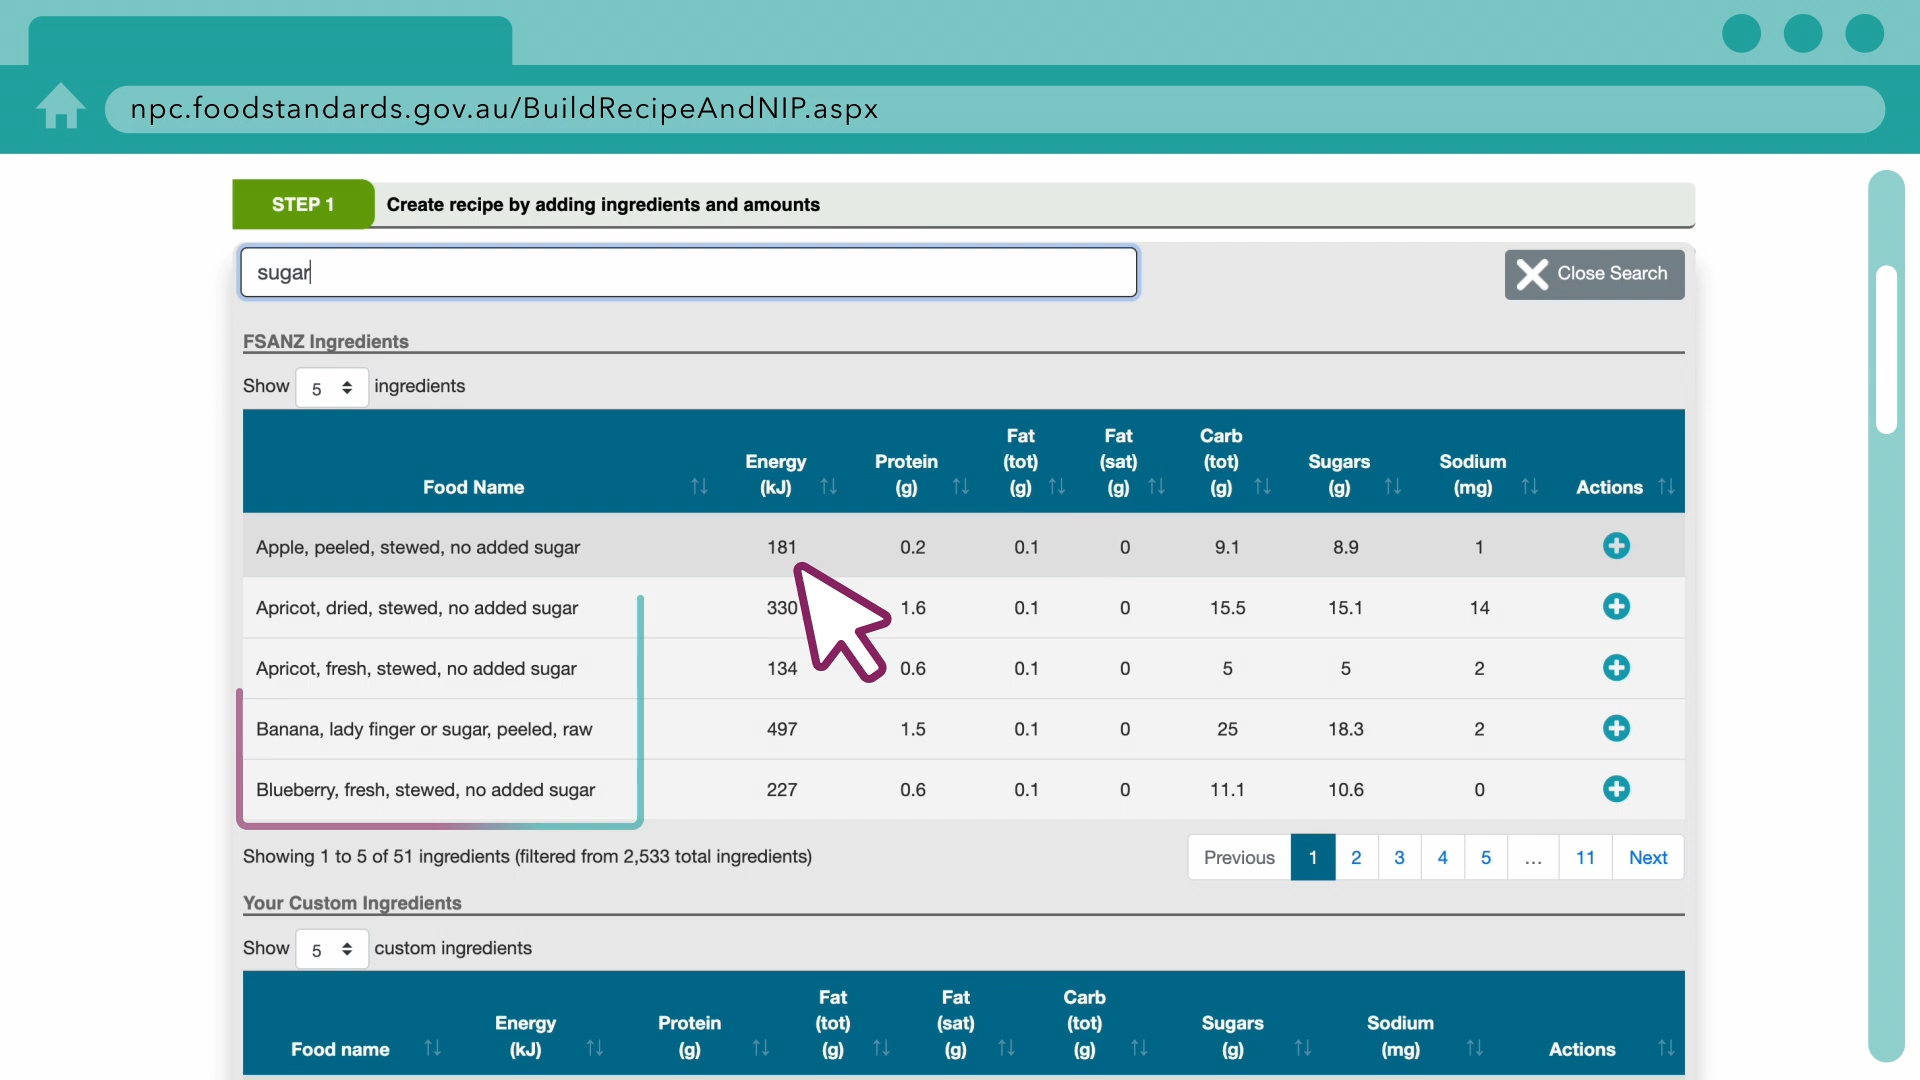 npc.foodstandards.gov.au/BuildRecipeAndNIP.aspx
STEP 1 Create recipe by adding ingredients and amounts
sugar Close Search
FSANZ Ingredients
Show 5 ingredients
Food Name Energy (kJ) Protein (g) Fat (tot) (g) Fat (sat) (g) Carb (tot) (g) Sugars (g) Sodium (mg) Actions
Apple, peeled, stewed, no added sugar 181 0.2 0.1 0 9.1 8.9 1
Apricot, dried, stewed, no added sugar 330 1.6 0.1 0 15.5 15.1 14
Apricot, fresh, stewed, no added sugar 134 0.6 0.1 0 5 5 2
Banana, lady finger or sugar, peeled, raw 497 1.5 0.1 0 25 18.3 2
Blueberry, fresh, stewed, no added sugar 227 0.6 0.1 0 11.1 10.6 0
Showing 1 to 5 of 51 ingredients (filtered from 2,533 total ingredients) Previous 1 2 3 4 5 ... 11 Next
Your Custom Ingredients
Show 5 custom ingredients
Food name Energy (kJ) Protein (g) Fat (tot) (g) Fat (sat) (g) Carb (tot) (g) Sugars (g) Sodium (mg) Actions